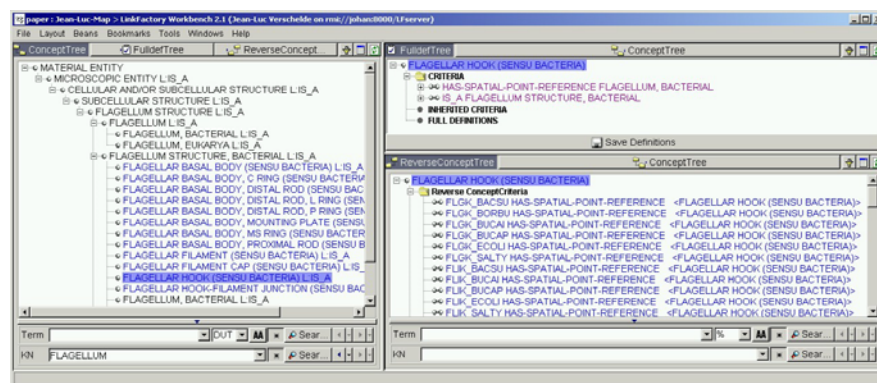 paper : Jean-Luc-Map > LinkFactory Workbench 2.1 (Jean-Luc Verschelde on rmi://johan:8000/LFserver)
File Layout Beans Bookmarks Tools Windows Help
ConceptTree FulldefTree ReverseConcept...
MATERIAL ENTITY
MICROSCOPIC ENTITY L:IS_A
CELLULAR AND/OR SUBCELLULAR STRUCTURE L:IS_A
SUBCELLULAR STRUCTURE L:IS_A
FLAGELLUM STRUCTURE L:IS_A
FLAGELLUM L:IS_A
FLAGELLUM, BACTERIAL L:IS_A
FLAGELLUM, EUKARYA L:IS_A
FLAGELLUM STRUCTURE, BACTERIAL L:IS_A
FLAGELLAR BASAL BODY (SENSU BACTERIA) L:IS_A
FLAGELLAR BASAL BODY, C RING (SENSU BACTERIA
FLAGELLAR BASAL BODY, DISTAL ROD (SENSU BAC
FLAGELLAR BASAL BODY, DISTAL ROD, L RING (SEN
FLAGELLAR BASAL BODY, DISTAL ROD, P RING (SEN
FLAGELLAR BASAL BODY, MOUNTING PLATE (SENSU
FLAGELLAR BASAL BODY, MS RING (SENSU BACTER
FLAGELLAR BASAL BODY, PROXIMAL ROD (SENSU B
FLAGELLAR FILAMENT (SENSU BACTERIA) L:IS_A
FLAGELLAR FILAMENT CAP (SENSU BACTERIA) L:IS_
FLAGELLAR HOOK (SENSU BACTERIA) L:IS_A
FLAGELLAR HOOK-FILAMENT JUNCTION (SENSU BAC
FLAGELLUM, BACTERIAL L:IS_A
Term DUT AA Sear...
KN FLAGELLUM Sear...
FulldefTree ConceptTree
FLAGELLAR HOOK (SENSU BACTERIA)
CRITERIA
HAS-SPATIAL-POINT-REFERENCE FLAGELLUM, BACTERIAL
IS_A FLAGELLUM STRUCTURE, BACTERIAL
INHERITED CRITERIA
FULL DEFINITIONS
Save Definitions
ReverseConceptTree ConceptTree
FLAGELLAR HOOK (SENSU BACTERIA)
Reverse ConceptCriteria
FLGK_BACSU HAS-SPATIAL-POINT-REFERENCE <FLAGELLAR HOOK (SENSU BACTERIA)>
FLGK_BORBU HAS-SPATIAL-POINT-REFERENCE <FLAGELLAR HOOK (SENSU BACTERIA)>
FLGK_BUCAI HAS-SPATIAL-POINT-REFERENCE <FLAGELLAR HOOK (SENSU BACTERIA)>
FLGK_BUCAP HAS-SPATIAL-POINT-REFERENCE <FLAGELLAR HOOK (SENSU BACTERIA)>
FLGK_ECOLI HAS-SPATIAL-POINT-REFERENCE <FLAGELLAR HOOK (SENSU BACTERIA)>
FLGK_SALTY HAS-SPATIAL-POINT-REFERENCE <FLAGELLAR HOOK (SENSU BACTERIA)>
FLIK_BACSU HAS-SPATIAL-POINT-REFERENCE <FLAGELLAR HOOK (SENSU BACTERIA)>
FLIK_BUCAI HAS-SPATIAL-POINT-REFERENCE <FLAGELLAR HOOK (SENSU BACTERIA)>
FLIK_BUCAP HAS-SPATIAL-POINT-REFERENCE <FLAGELLAR HOOK (SENSU BACTERIA)>
FLIK_ECOLI HAS-SPATIAL-POINT-REFERENCE <FLAGELLAR HOOK (SENSU BACTERIA)>
FLIK_SALTY HAS-SPATIAL-POINT-REFERENCE <FLAGELLAR HOOK (SENSU BACTERIA)>
Term % AA Sear...
KN Sear...